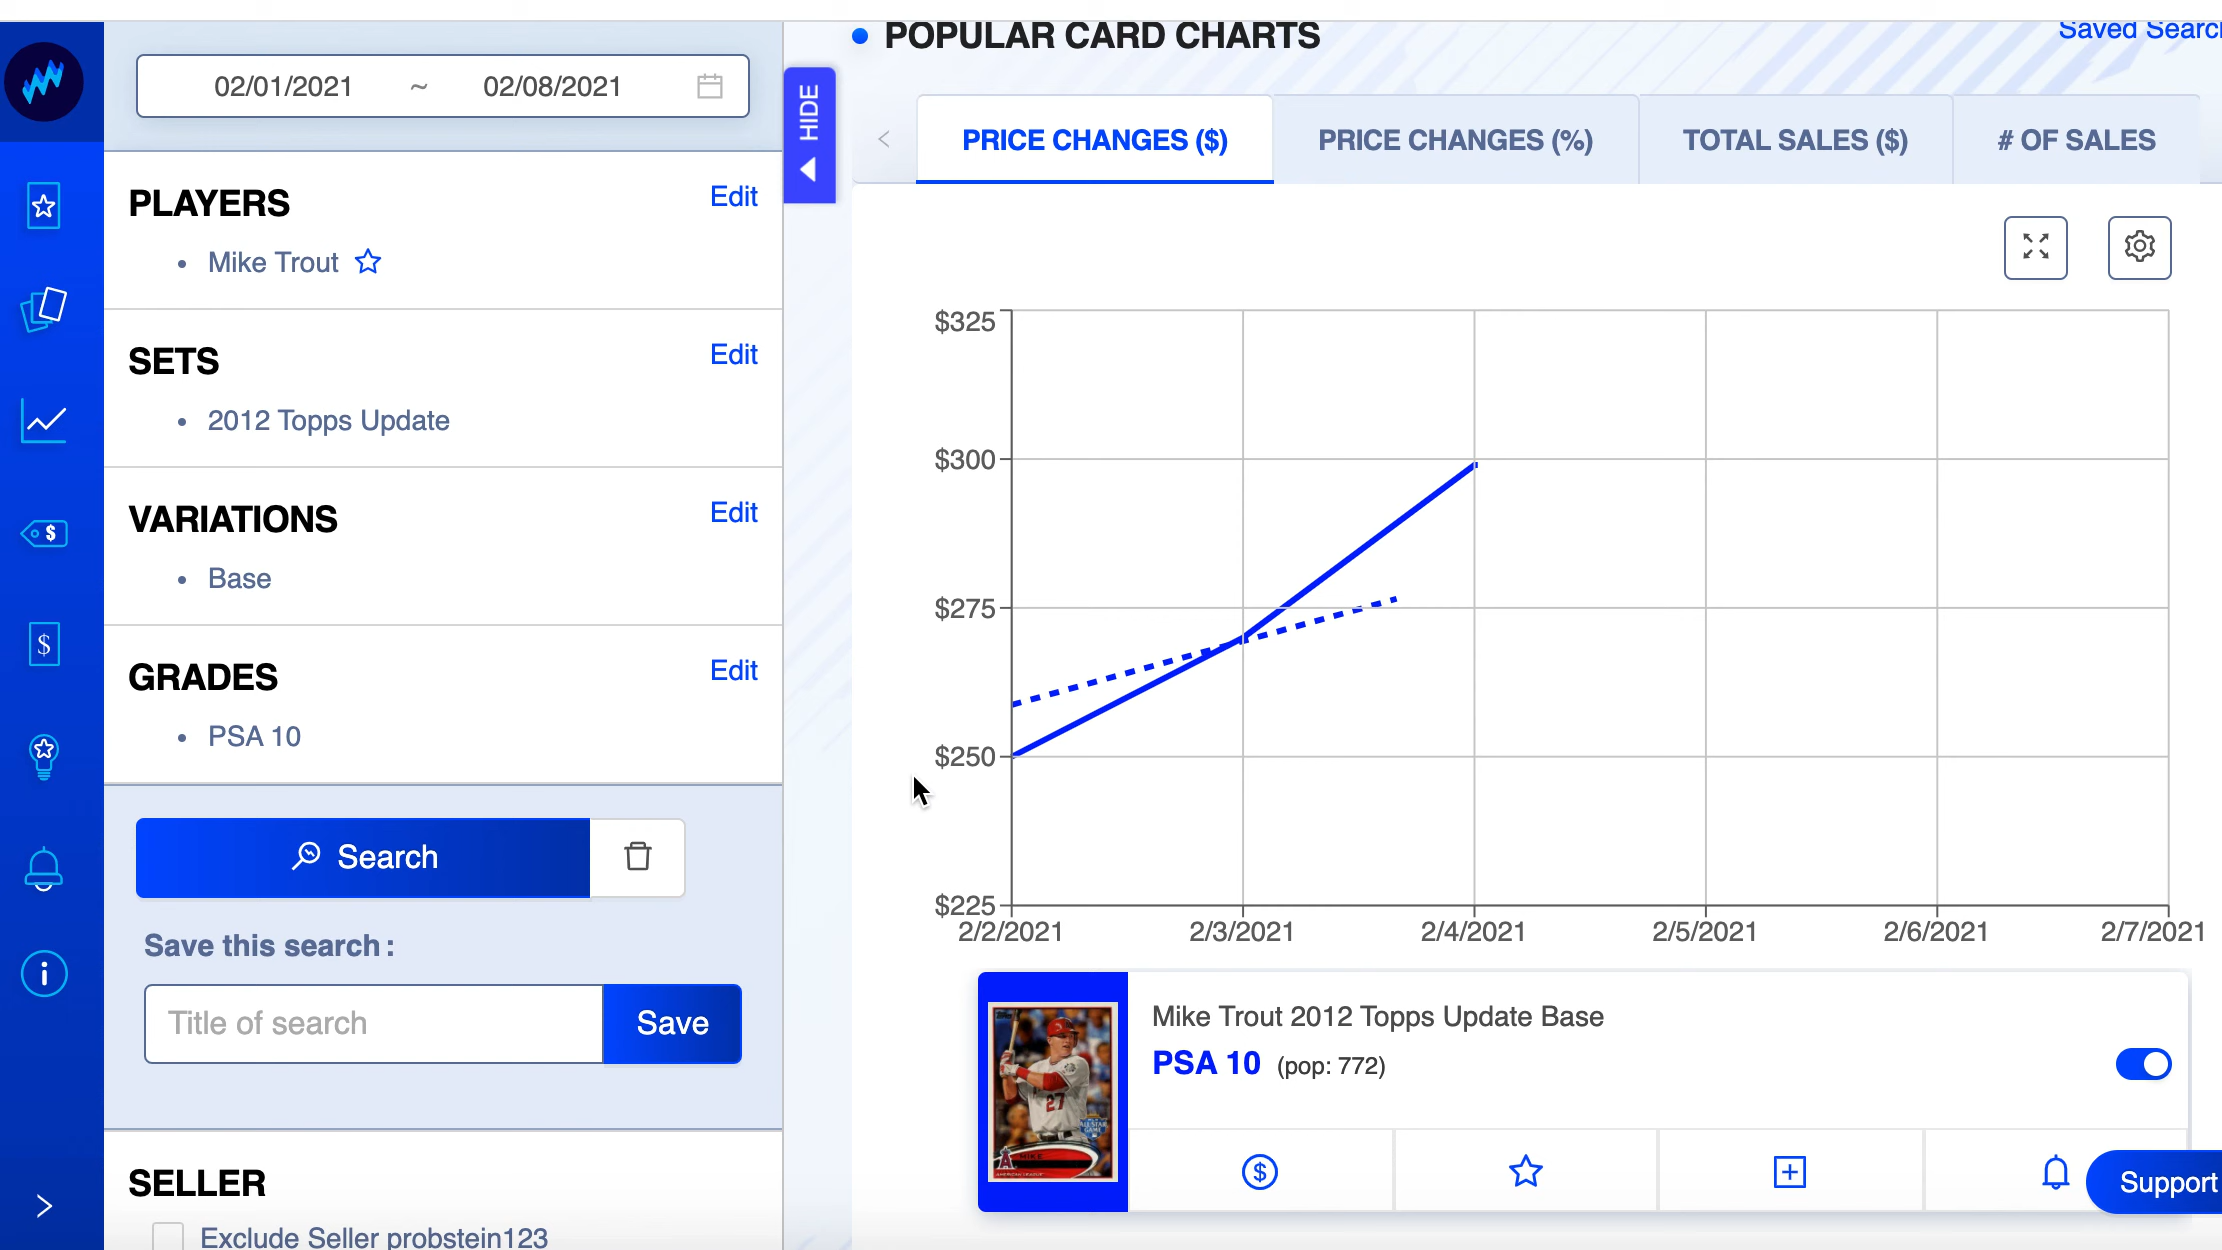 02/01/2021 ~ 02/08/2021
PLAYERS
Edit
Mike Trout
SETS
Edit
2012 Topps Update
VARIATIONS
Edit
Base
GRADES
Edit
PSA 10
Search
Save this search :
Title of search
Save
SELLER
Exclude Seller probstein123
HIDE
POPULAR CARD CHARTS
PRICE CHANGES ($)
PRICE CHANGES (%)
TOTAL SALES ($)
# OF SALES
$325
$300
$275
$250
$225
2/2/2021 2/3/2021 2/4/2021 2/5/2021 2/6/2021 2/7/2021
Mike Trout 2012 Topps Update Base
PSA 10 (pop: 772)
27
MIKE
Support